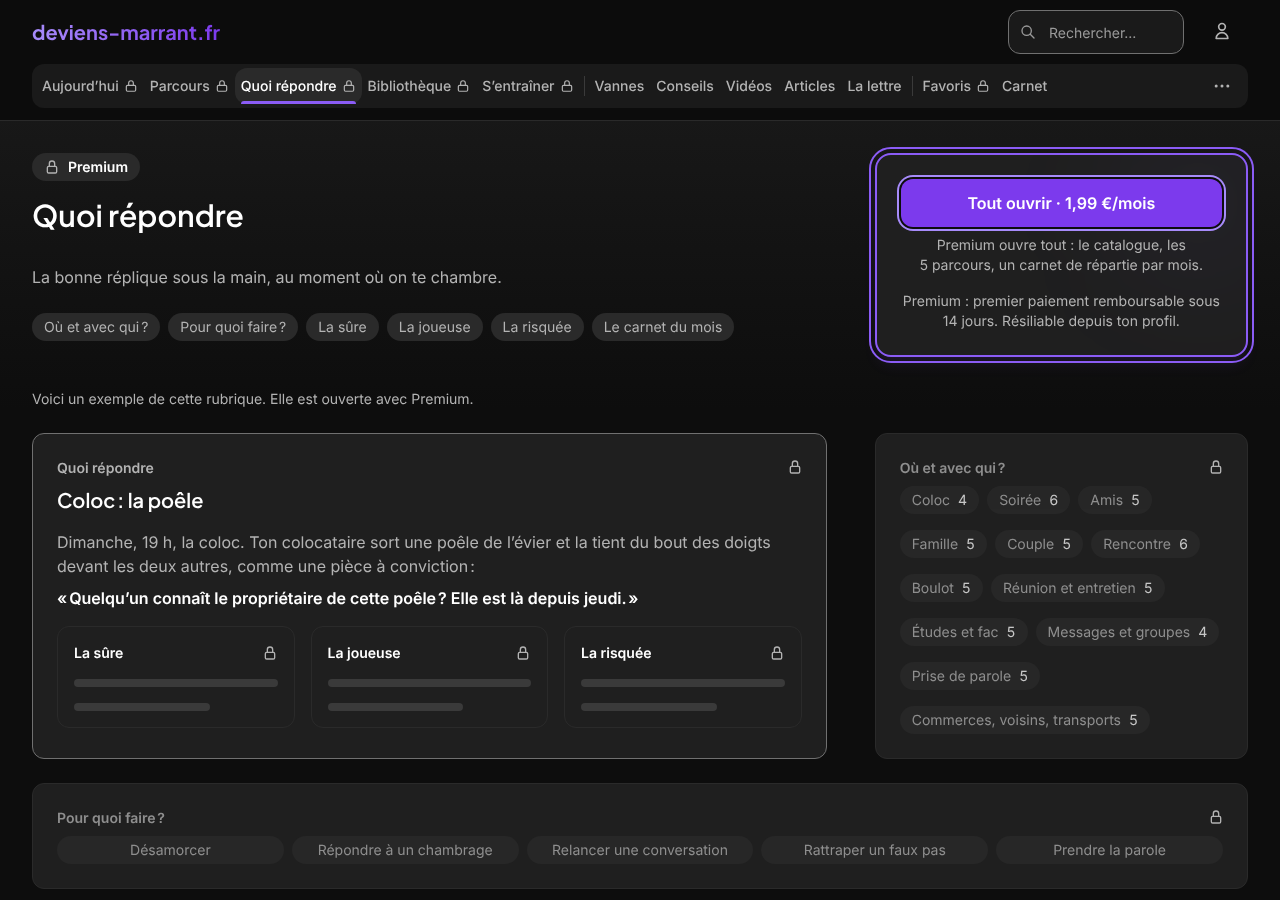 deviens-marrant.fr
Rechercher...
Aujourd’hui Parcours Quoi répondre Bibliothèque S’entraîner Vannes Conseils Vidéos Articles La lettre Favoris Carnet
Premium
Quoi répondre
La bonne réplique sous la main, au moment où on te chambre.
Où et avec qui ? Pour quoi faire ? La sûre La joueuse La risquée Le carnet du mois
Tout ouvrir · 1,99 €/mois
Premium ouvre tout : le catalogue, les
5 parcours, un carnet de répartie par mois.
Premium : premier paiement remboursable sous
14 jours. Résiliable depuis ton profil.
Voici un exemple de cette rubrique. Elle est ouverte avec Premium.
Quoi répondre
Coloc : la poêle
Dimanche, 19 h, la coloc. Ton colocataire sort une poêle de l’évier et la tient du bout des doigts
devant les deux autres, comme une pièce à conviction :
« Quelqu’un connaît le propriétaire de cette poêle ? Elle est là depuis jeudi. »
La sûre La joueuse La risquée
Où et avec qui ?
Coloc 4 Soirée 6 Amis 5
Famille 5 Couple 5 Rencontre 6
Boulot 5 Réunion et entretien 5
Études et fac 5 Messages et groupes 4
Prise de parole 5
Commerces, voisins, transports 5
Pour quoi faire ?
Désamorcer Répondre à un chambrage Relancer une conversation Rattraper un faux pas Prendre la parole